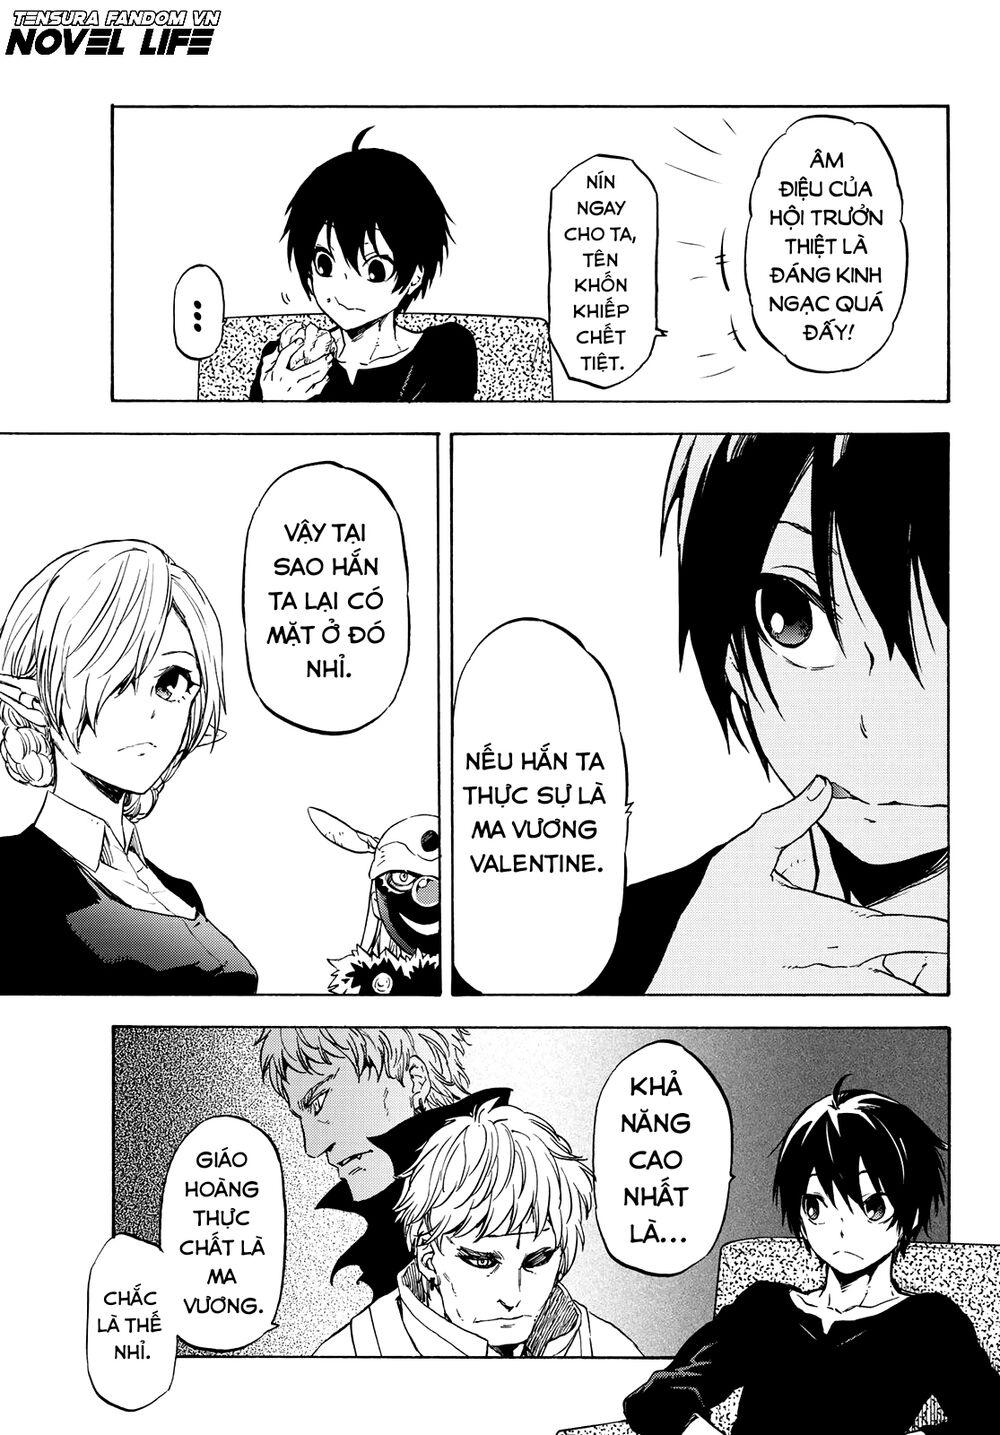 TENSURA FANDOM VN
NOVEL LIFE
ÂM
ĐIỆU CỦA
HỘI TRƯỞN
THIỆT LÀ
ĐÁNG KINH
NGẠC QUÁ
ĐẤY!
NÍN
NGAY
CHO TA,
TÊN
KHỐN
KHIẾP
CHẾT
TIỆT.
...
NẾU HẮN TA
THỰC SỰ LÀ
MA VƯƠNG
VALENTINE.
VẬY TẠI
SAO HẮN
TA LẠI CÓ
MẶT Ở ĐÓ
NHỈ.
KHẢ
NĂNG
CAO
NHẤT
LÀ...
GIÁO
HOÀNG
THỰC
CHẤT LÀ
MA
VƯƠNG.
CHẮC
LÀ THẾ
NHỈ.